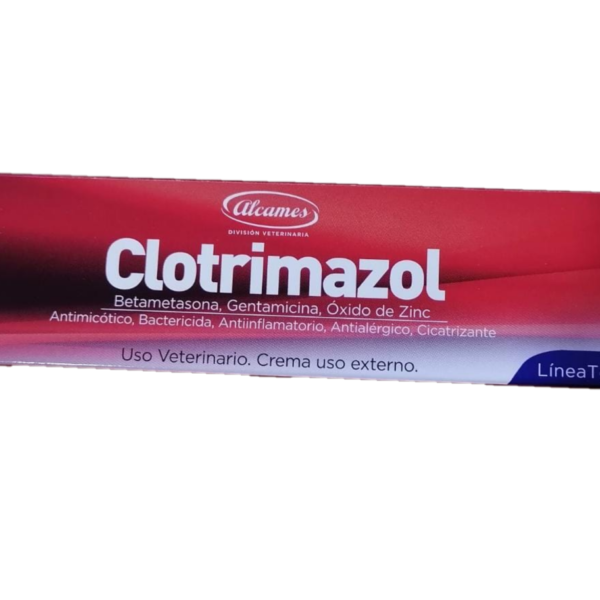 alcames
DIVISIÓN VETERINARIA
Clotrimazol
Betametasona, Gentamicina, Óxido de Zinc
Antimicótico, Bactericida, Antiinflamatorio, Antialérgico, Cicatrizante
Uso Veterinario. Crema uso externo.
Línea